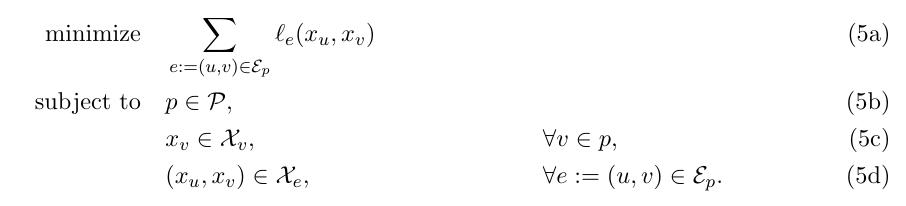 minimize ∑_{e:=(u,v)∈ℰ_p} ℓ_e(x_u, x_v) (5a)
subject to p ∈ 𝒫, (5b)
x_v ∈ 𝒳_v, ∀v ∈ p, (5c)
(x_u, x_v) ∈ 𝒳_e, ∀e := (u, v) ∈ ℰ_p. (5d)